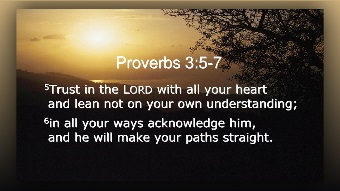 Proverbs 3:5-7
⁵Trust in the LORD with all your heart
and lean not on your own understanding;
⁶in all your ways acknowledge him,
and he will make your paths straight.